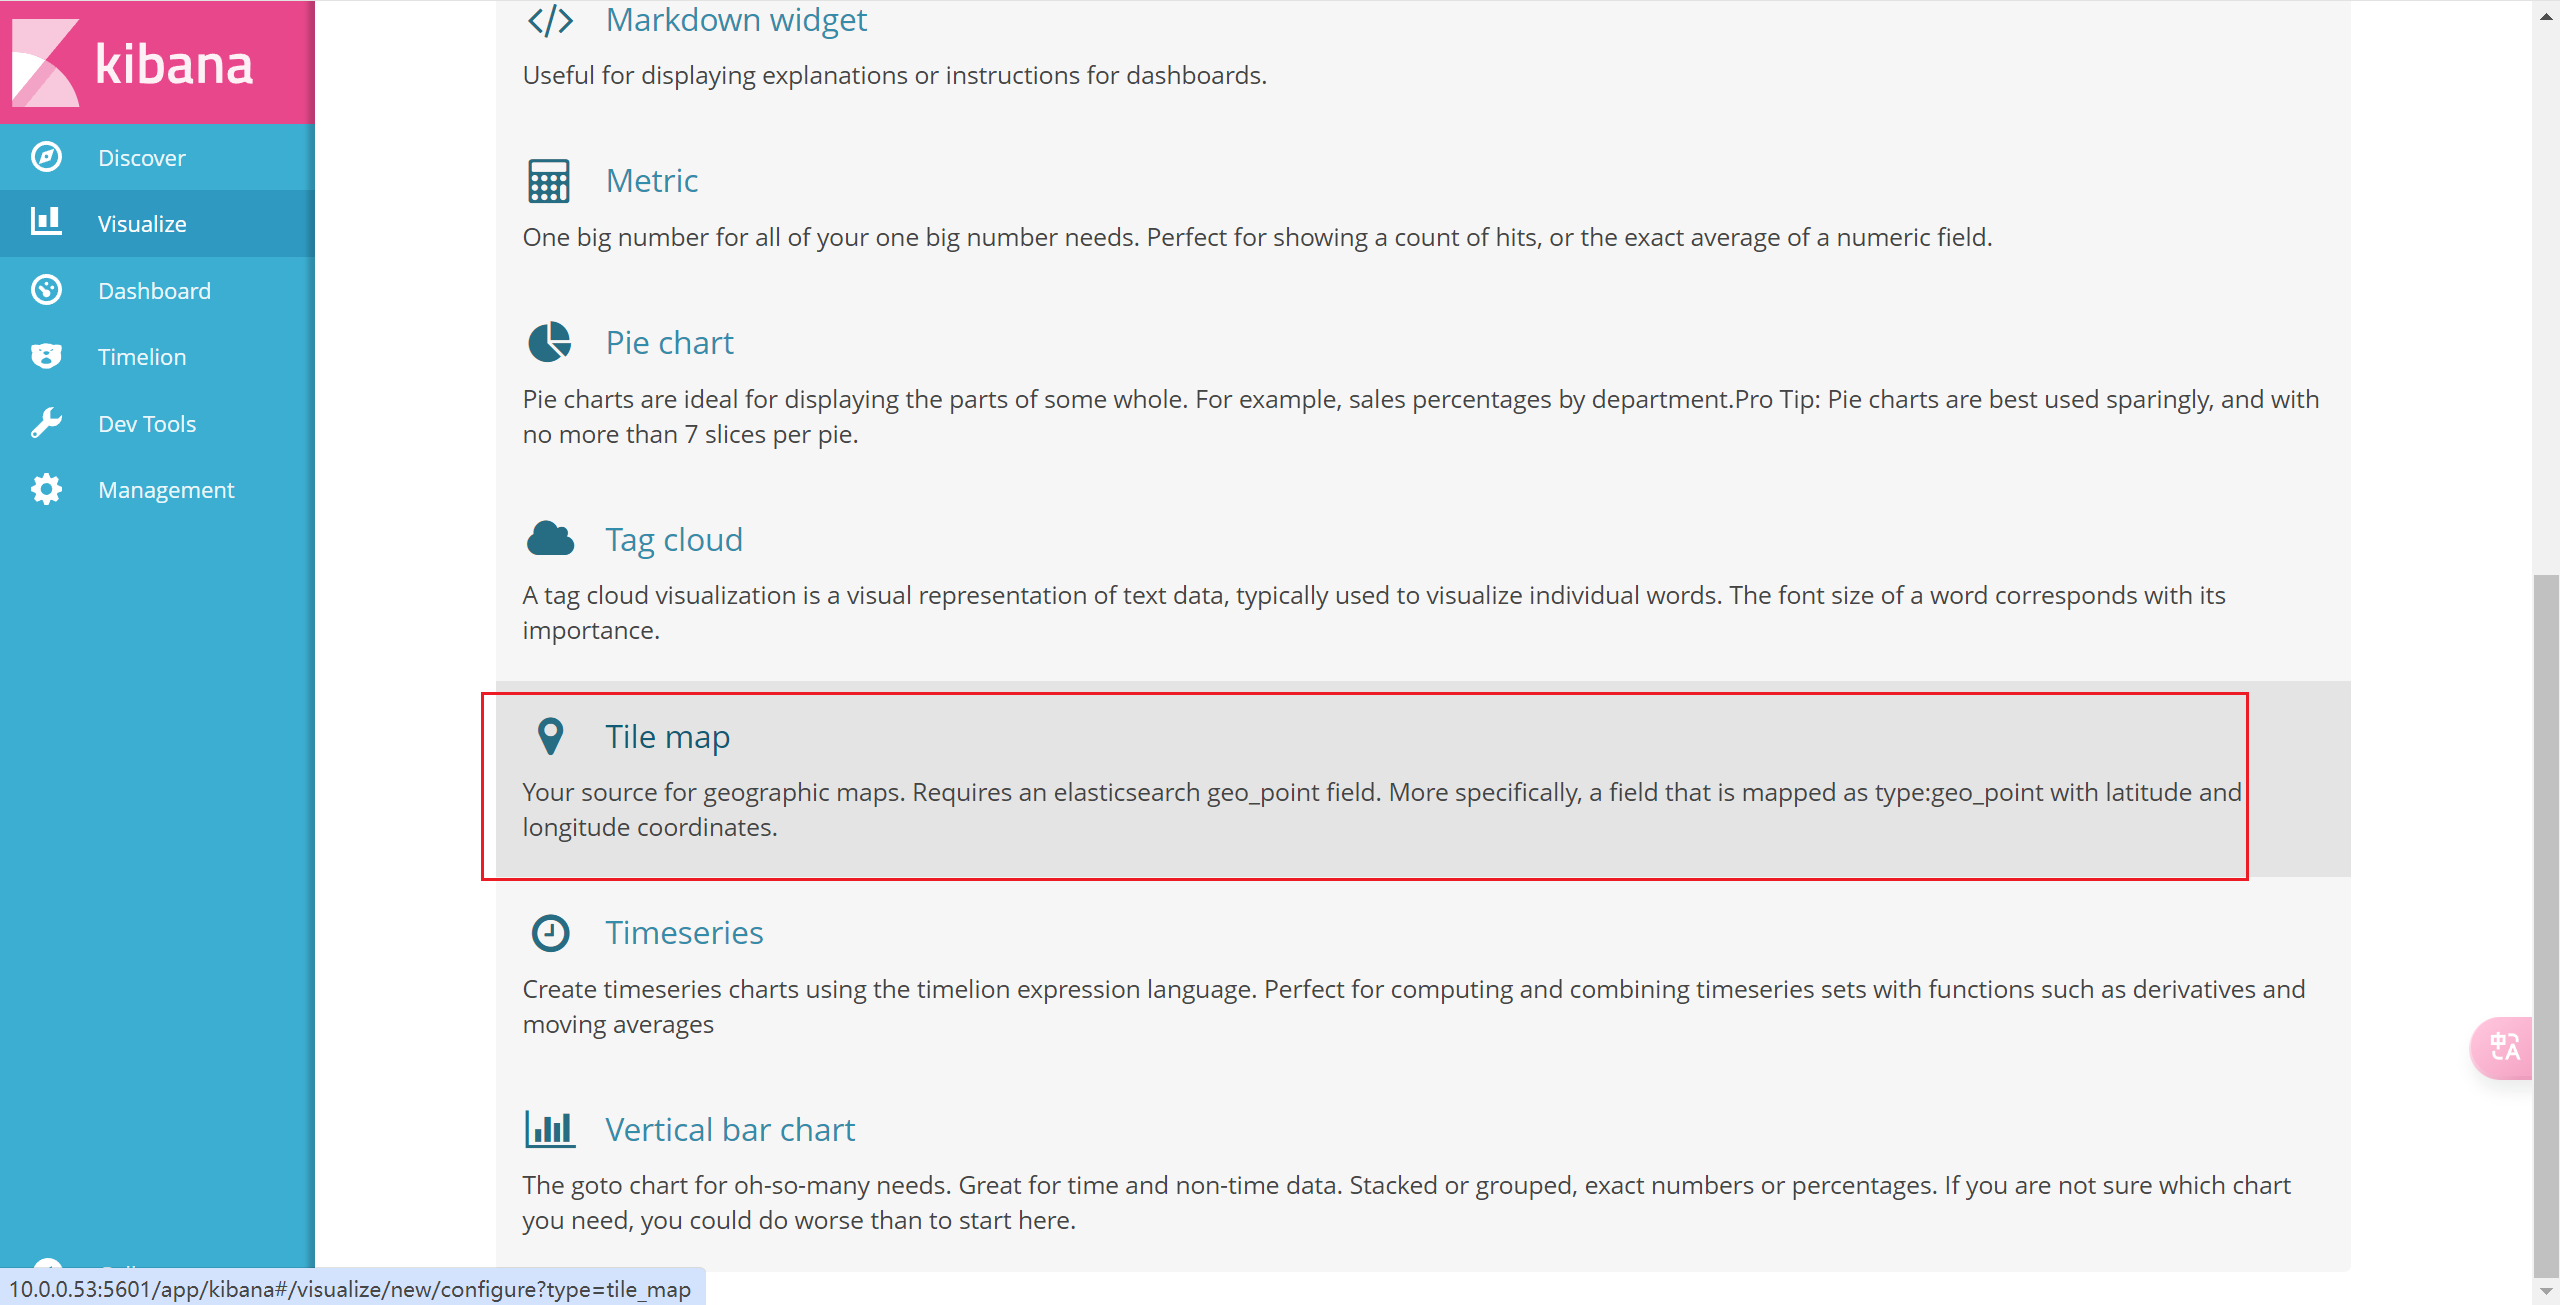 kibana
Discover
Visualize
Dashboard
Timelion
Dev Tools
Management
Markdown widget
Useful for displaying explanations or instructions for dashboards.
Metric
One big number for all of your one big number needs. Perfect for showing a count of hits, or the exact average of a numeric field.
Pie chart
Pie charts are ideal for displaying the parts of some whole. For example, sales percentages by department.Pro Tip: Pie charts are best used sparingly, and with
no more than 7 slices per pie.
Tag cloud
A tag cloud visualization is a visual representation of text data, typically used to visualize individual words. The font size of a word corresponds with its
importance.
Tile map
Your source for geographic maps. Requires an elasticsearch geo_point field. More specifically, a field that is mapped as type:geo_point with latitude and
longitude coordinates.
Timeseries
Create timeseries charts using the timelion expression language. Perfect for computing and combining timeseries sets with functions such as derivatives and
moving averages
Vertical bar chart
The goto chart for oh-so-many needs. Great for time and non-time data. Stacked or grouped, exact numbers or percentages. If you are not sure which chart
you need, you could do worse than to start here.
中A
10.0.0.53:5601/app/kibana#/visualize/new/configure?type=tile_map